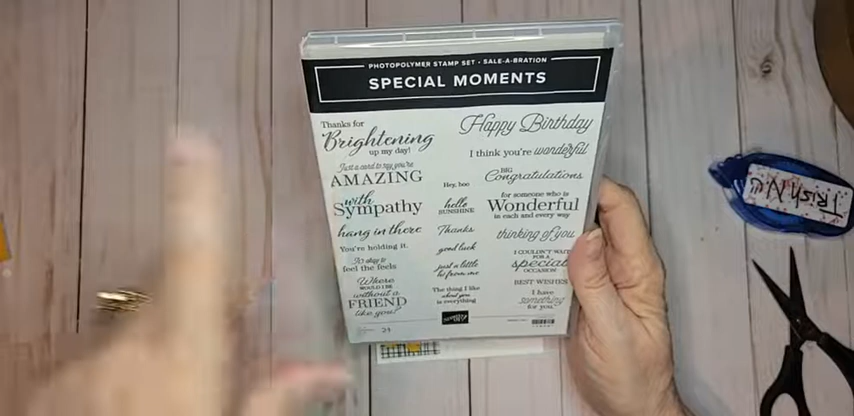 PHOTOPOLYMER STAMP SET • SALE-A-BRATION
SPECIAL MOMENTS
Thanks for
Brightening
up my day!
Just a card to say you're
AMAZING
with
Sympathy
hang in there
You're holding it.
It's okay to
feel the feels
Where
WOULD I BE
without a
FRIEND
like you?
Hey, boo
hello
SUNSHINE
Thanks
good luck
just a little
hi from me
The thing I like
about you
is everything
Happy Birthday
I think you're wonderful
BIG
Congratulations
for someone who is
Wonderful
in each and every way
thinking of you
I COULDN'T WAIT
FOR A
special
OCCASION
BEST WISHES
I have
something
for you
24
TRISH N